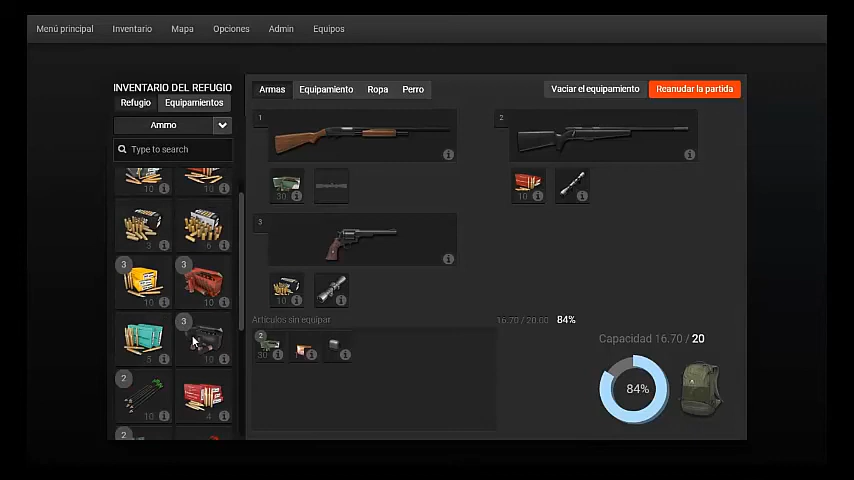 Menú principal Inventario Mapa Opciones Admin Equipos
INVENTARIO DEL REFUGIO
Refugio Equipamientos
Ammo
Type to search
10 10
3 6
3 3
10 10
3
5 10
2
10 4
2
Armas Equipamiento Ropa Perro
Vaciar el equipamiento Reanudar la partida
1 2
30 10
3
10
Artículos sin equipar 16.70 / 20.00 84%
2
30
Capacidad 16.70 / 20
84%